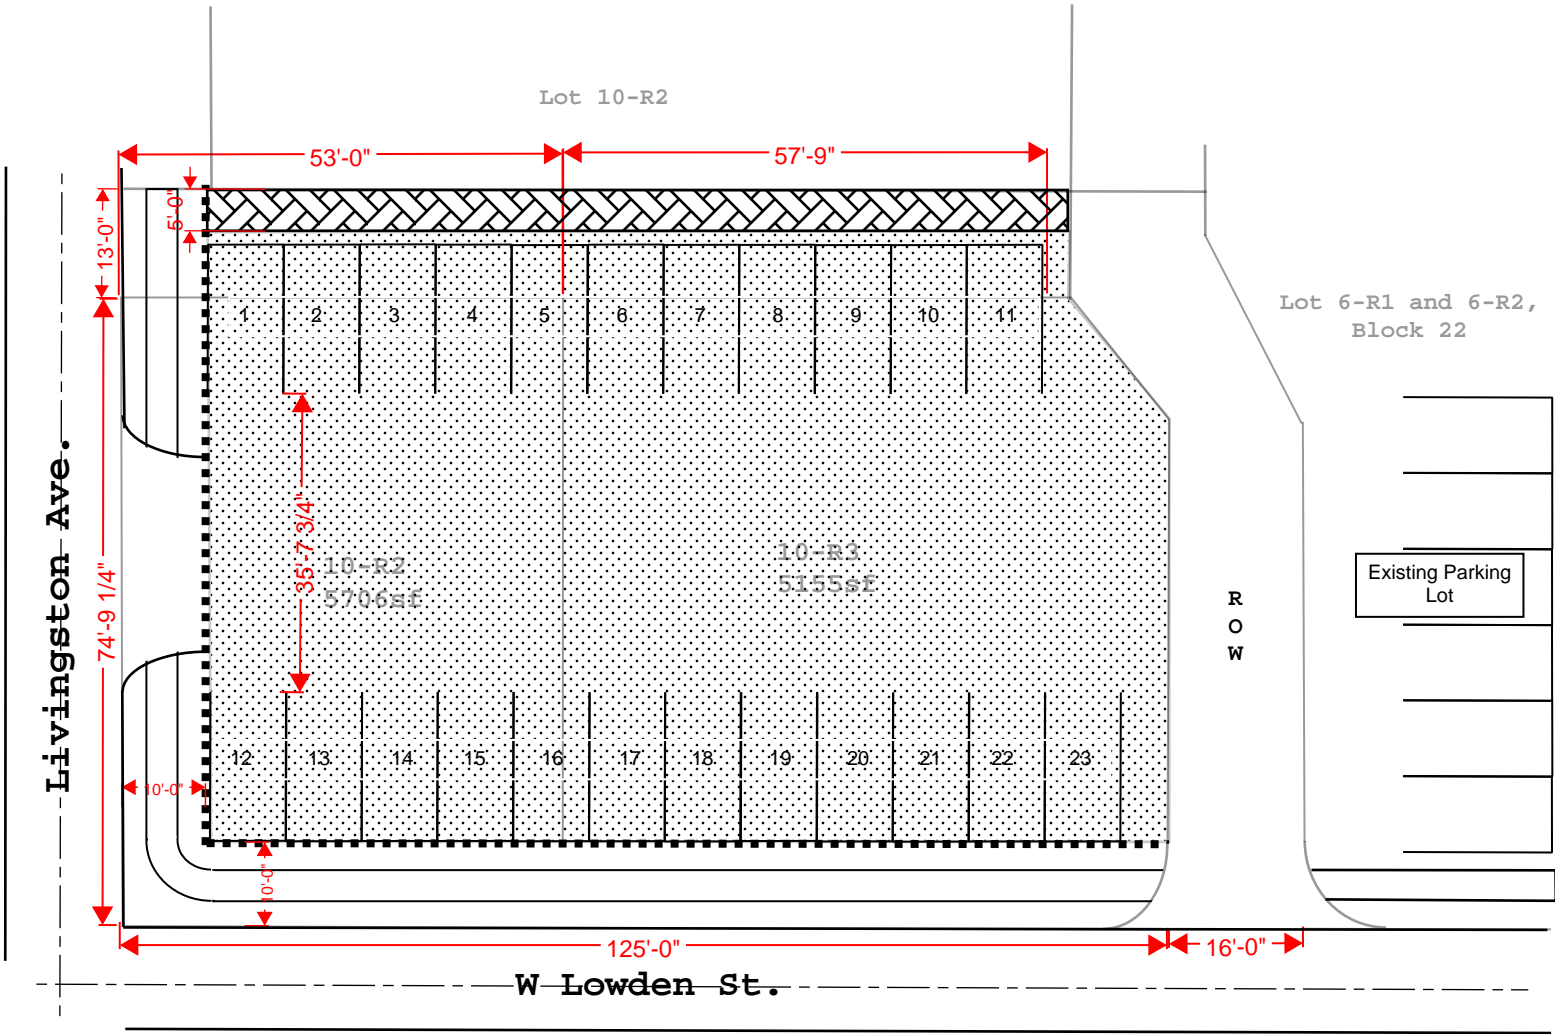 Lot 10-R2
53'-0"
57'-9"
5'-0"
13'-0"
1 2 3 4 5 6 7 8 9 10 11
Lot 6-R1 and 6-R2,
Block 22
Livingston Ave.
74'-9 1/4"
35'-7 3/4"
10-R2
5706sf
10-R3
5155sf
Existing Parking
Lot
R
O
W
12 13 14 15 16 17 18 19 20 21 22 23
10'-0"
10'-0"
125'-0"
16'-0"
W Lowden St.